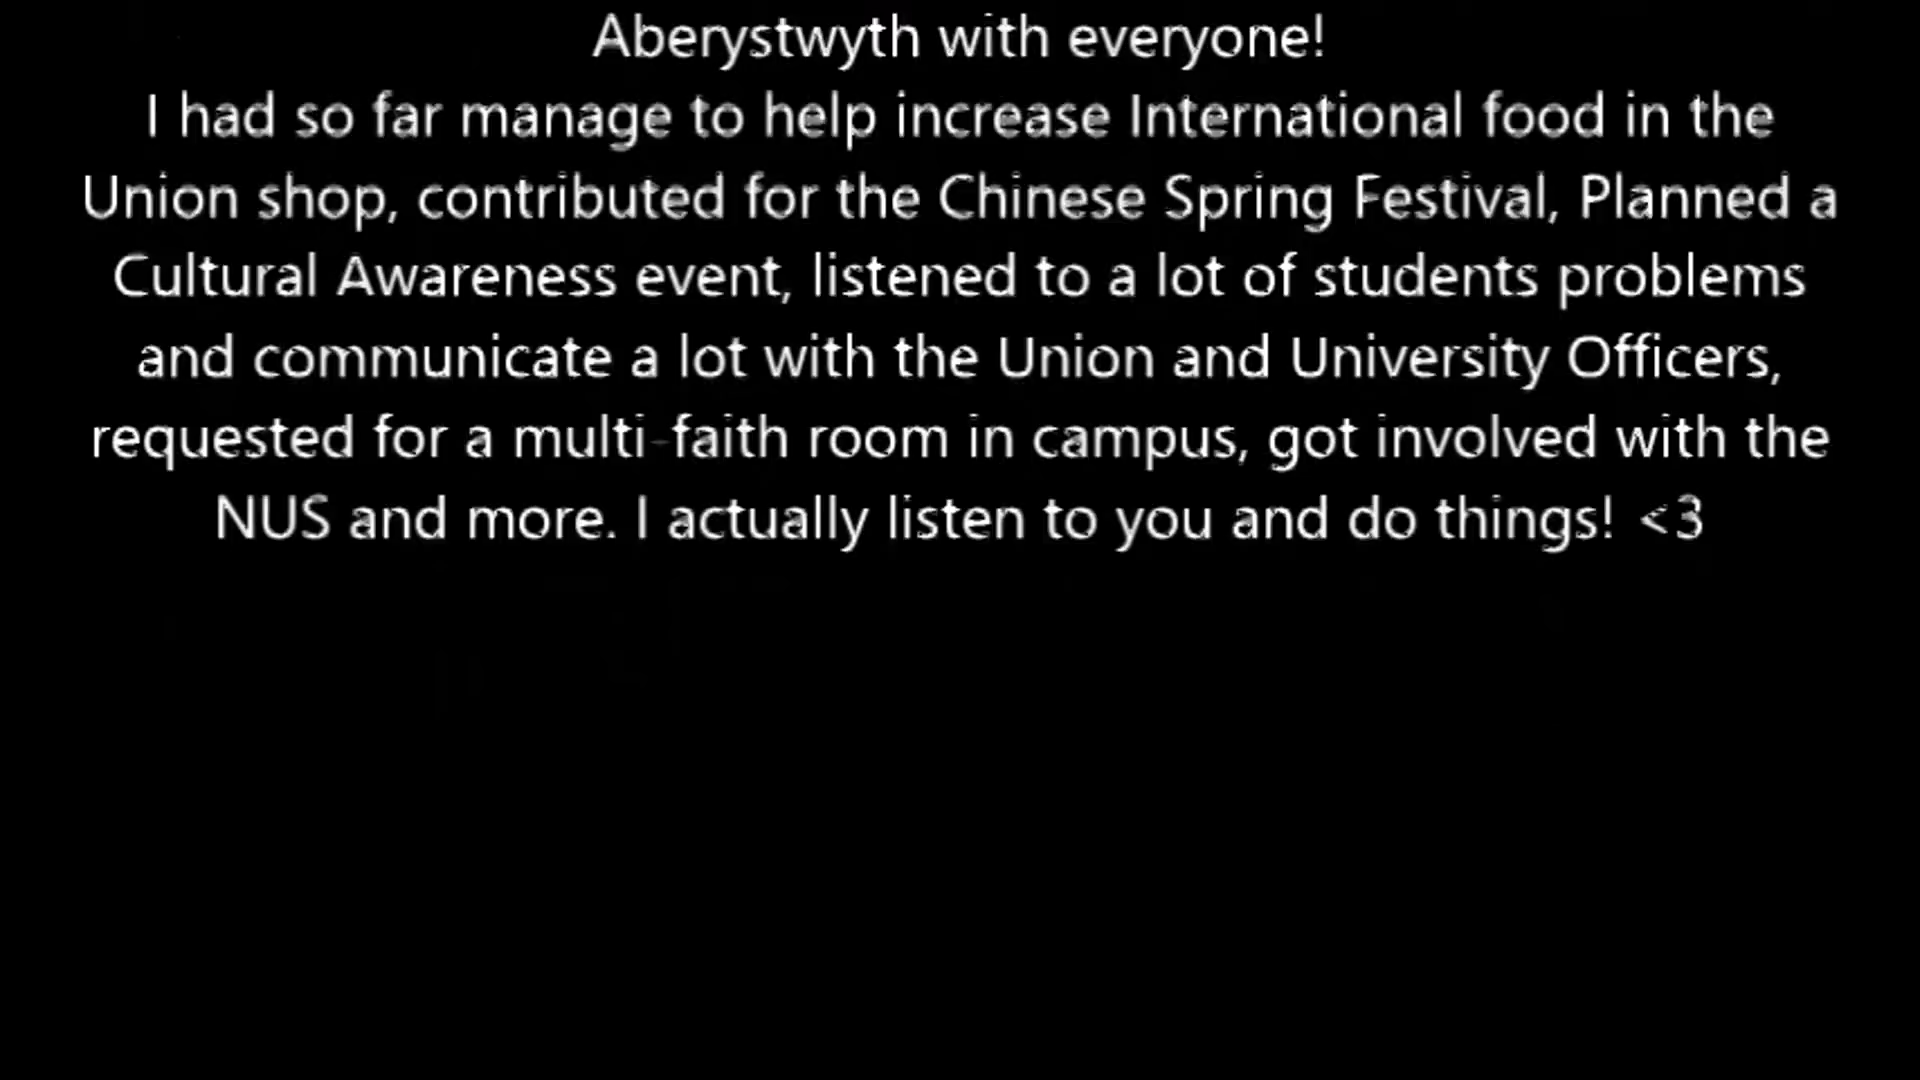 Aberystwyth with everyone!
I had so far manage to help increase International food in the
Union shop, contributed for the Chinese Spring Festival, Planned a
Cultural Awareness event, listened to a lot of students problems
and communicate a lot with the Union and University Officers,
requested for a multi-faith room in campus, got involved with the
NUS and more. I actually listen to you and do things! <3